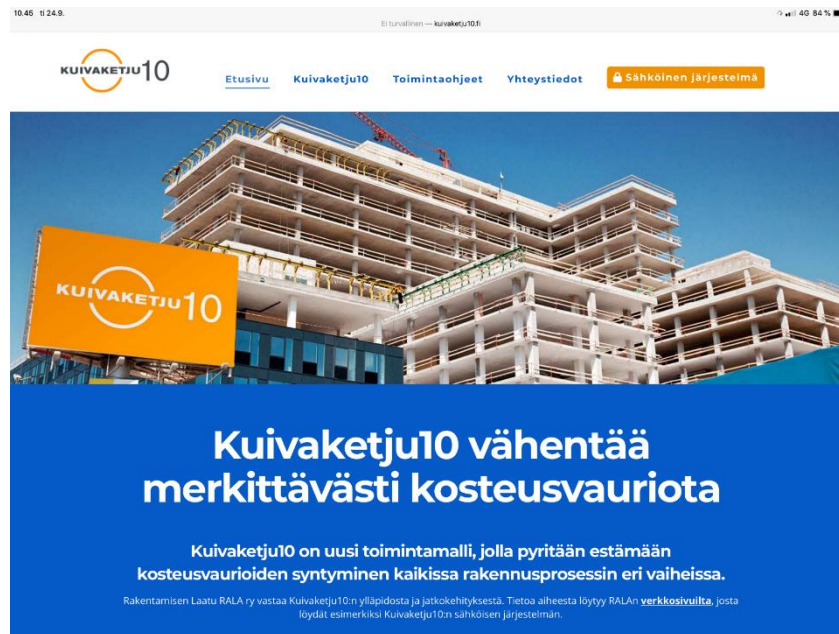 10.45 ti 24.9.
4G 84 %
Ei turvallinen — kuivaketju10.fi
KUIVAKETJU10
Etusivu Kuivaketju10 Toimintaohjeet Yhteystiedot Sähköinen järjestelmä
KUIVAKETJU10
Kuivaketju10 vähentää
merkittävästi kosteusvauriota
Kuivaketju10 on uusi toimintamalli, jolla pyritään estämään
kosteusvaurioiden syntyminen kaikissa rakennusprosessin eri vaiheissa.
Rakentamisen Laatu RALA ry vastaa Kuivaketju10:n ylläpidosta ja jatkokehityksestä. Tietoa aiheesta löytyy RALAn verkkosivuilta, josta
löydät esimerkiksi Kuivaketju10:n sähköisen järjestelmän.